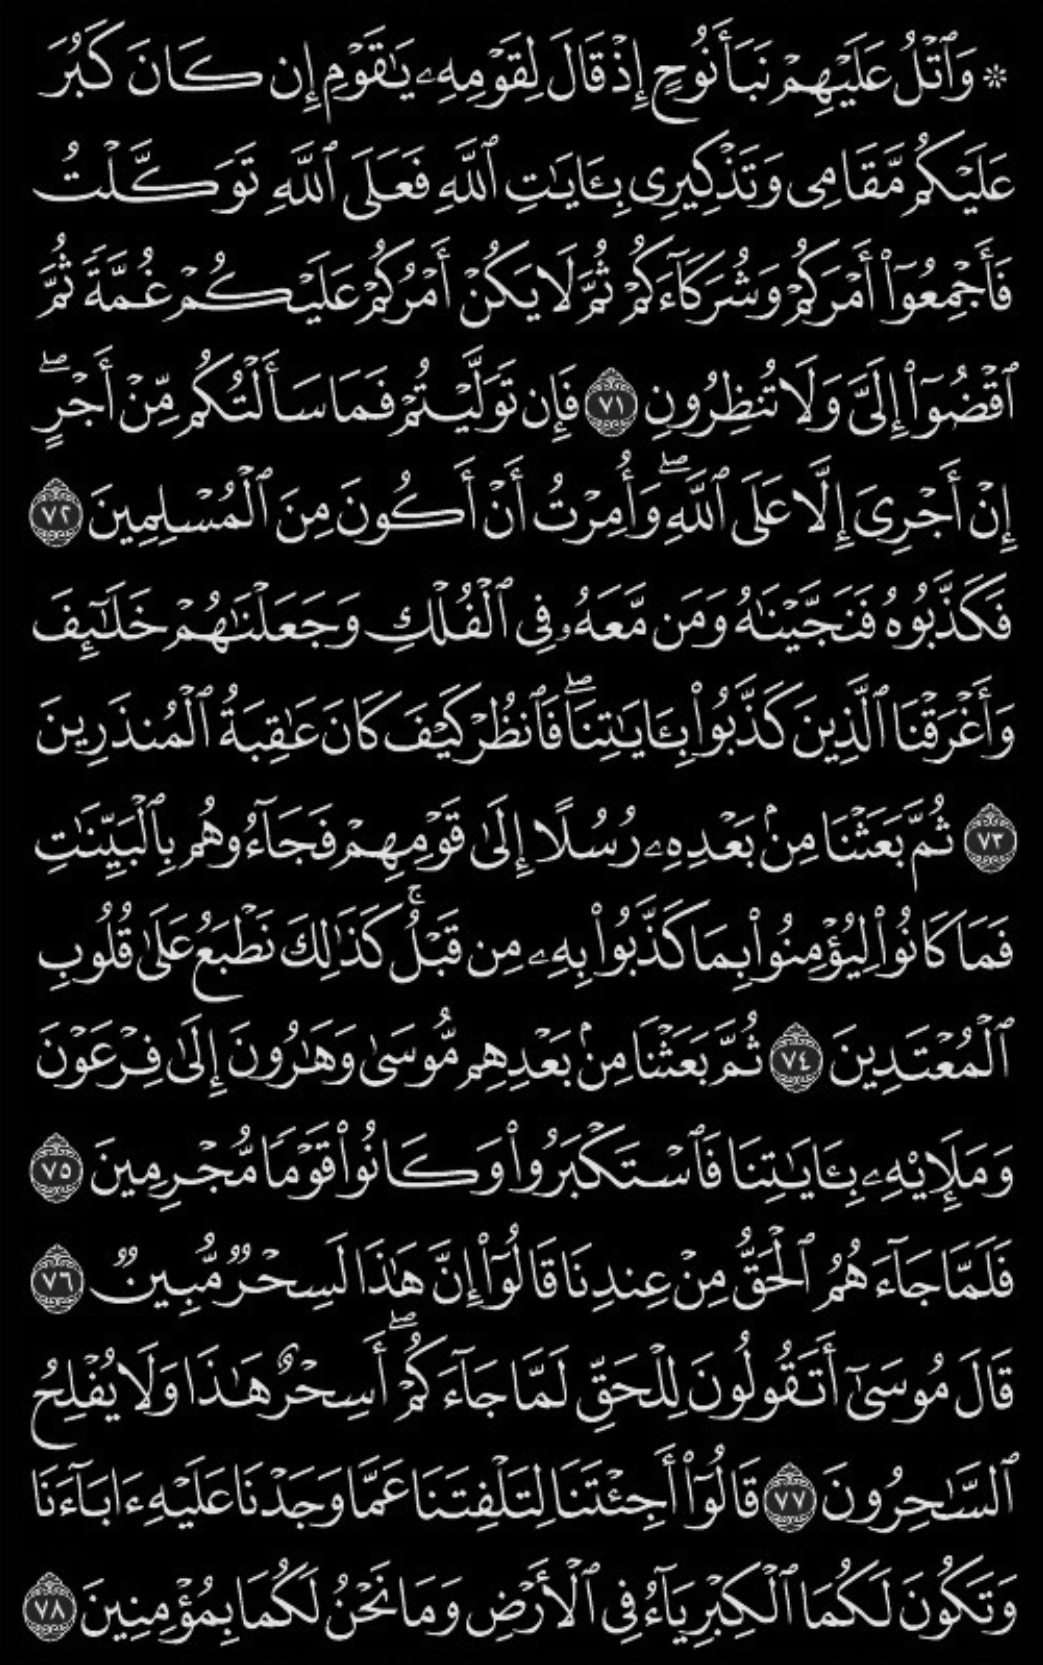 ۞ وَٱتۡلُ عَلَيۡهِمۡ نَبَأَ نُوحٍ إِذۡ قَالَ لِقَوۡمِهِۦ يَٰقَوۡمِ إِن كَانَ كَبُرَ
عَلَيۡكُم مَّقَامِي وَتَذۡكِيرِي بِـَٔايَٰتِ ٱللَّهِ فَعَلَى ٱللَّهِ تَوَكَّلۡتُ
فَأَجۡمِعُوٓاْ أَمۡرَكُمۡ وَشُرَكَآءَكُمۡ ثُمَّ لَا يَكُنۡ أَمۡرُكُمۡ عَلَيۡكُمۡ غُمَّةٗ ثُمَّ
ٱقۡضُوٓاْ إِلَيَّ وَلَا تُنظِرُونِ ٧١ فَإِن تَوَلَّيۡتُمۡ فَمَا سَأَلۡتُكُم مِّنۡ أَجۡرٍۖ
إِنۡ أَجۡرِيَ إِلَّا عَلَى ٱللَّهِۖ وَأُمِرۡتُ أَنۡ أَكُونَ مِنَ ٱلۡمُسۡلِمِينَ ٧٢
فَكَذَّبُوهُ فَنَجَّيۡنَٰهُ وَمَن مَّعَهُۥ فِي ٱلۡفُلۡكِ وَجَعَلۡنَٰهُمۡ خَلَٰٓئِفَ
وَأَغۡرَقۡنَا ٱلَّذِينَ كَذَّبُواْ بِـَٔايَٰتِنَاۖ فَٱنظُرۡ كَيۡفَ كَانَ عَٰقِبَةُ ٱلۡمُنذَرِينَ
٧٣ ثُمَّ بَعَثۡنَا مِنۢ بَعۡدِهِۦ رُسُلًا إِلَىٰ قَوۡمِهِمۡ فَجَآءُوهُم بِٱلۡبَيِّنَٰتِ
فَمَا كَانُواْ لِيُؤۡمِنُواْ بِمَا كَذَّبُواْ بِهِۦ مِن قَبۡلُۚ كَذَٰلِكَ نَطۡبَعُ عَلَىٰ قُلُوبِ
ٱلۡمُعۡتَدِينَ ٧٤ ثُمَّ بَعَثۡنَا مِنۢ بَعۡدِهِم مُّوسَىٰ وَهَٰرُونَ إِلَىٰ فِرۡعَوۡنَ
وَمَلَإِيْهِۦ بِـَٔايَٰتِنَا فَٱسۡتَكۡبَرُواْ وَكَانُواْ قَوۡمٗا مُّجۡرِمِينَ ٧٥
فَلَمَّا جَآءَهُمُ ٱلۡحَقُّ مِنۡ عِندِنَا قَالُوٓاْ إِنَّ هَٰذَا لَسِحۡرٞ مُّبِينٞ ٧٦
قَالَ مُوسَىٰٓ أَتَقُولُونَ لِلۡحَقِّ لَمَّا جَآءَكُمۡۖ أَسِحۡرٌ هَٰذَا وَلَا يُفۡلِحُ
ٱلسَّٰحِرُونَ ٧٧ قَالُوٓاْ أَجِئۡتَنَا لِتَلۡفِتَنَا عَمَّا وَجَدۡنَا عَلَيۡهِ ءَابَآءَنَا
وَتَكُونَ لَكُمَا ٱلۡكِبۡرِيَآءُ فِي ٱلۡأَرۡضِ وَمَا نَحۡنُ لَكُمَا بِمُؤۡمِنِينَ ٧٨